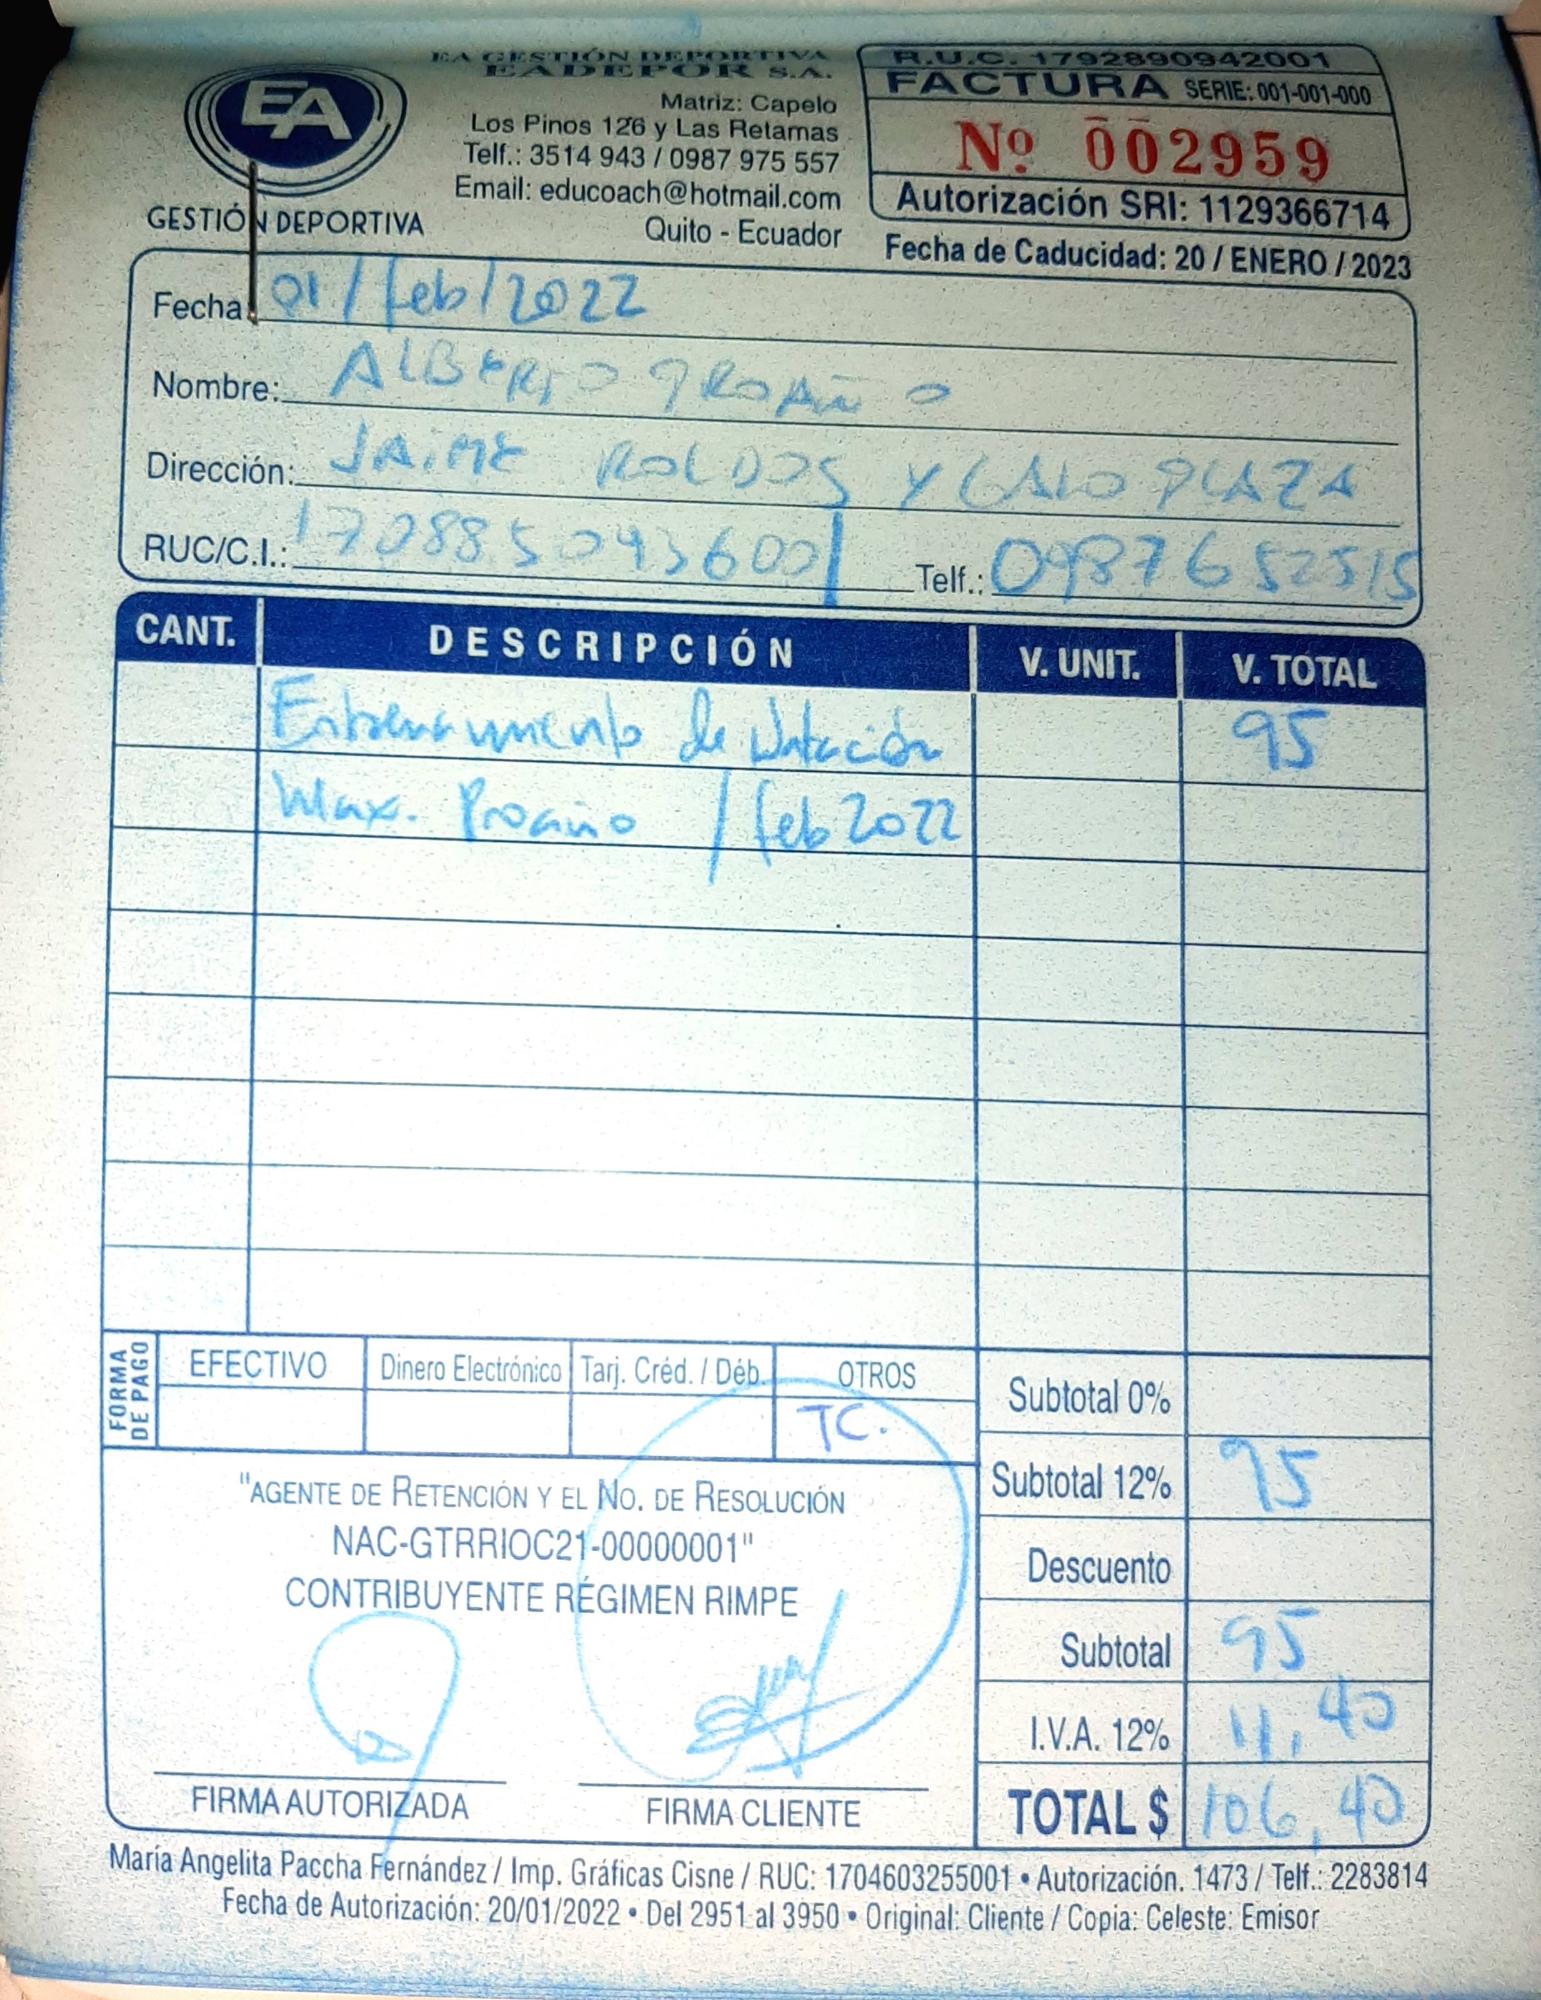 EA
GESTIÓN DEPORTIVA
EA GESTIÓN DEPORTIVA
EADEPOR S.A.
Matriz: Capelo
Los Pinos 126 y Las Retamas
Telf.: 3514 943 / 0987 975 557
Email: educoach@hotmail.com
Quito - Ecuador
R.U.C. 1792890942001
FACTURA SERIE: 001-001-000
Nº 002959
Autorización SRI: 1129366714
Fecha de Caducidad: 20 / ENERO / 2023
Fecha: 01/feb/2022
Nombre: ALBERTO PROAÑO
Dirección: JAIME ROLDOS Y GALO PLAZA
RUC/C.I.: 1708850436001 Telf.: 0987652515
CANT. DESCRIPCIÓN V. UNIT. V. TOTAL
Entrenamiento de Natación 95
Max. Proaño / feb 2022
FORMA DE PAGO
EFECTIVO Dinero Electrónico Tarj. Créd. / Déb. OTROS
TC.
Subtotal 0%
Subtotal 12% 95
Descuento
Subtotal 95
I.V.A. 12% 11,40
TOTAL $ 106,40
"AGENTE DE RETENCIÓN Y EL NO. DE RESOLUCIÓN
NAC-GTRRIOC21-00000001"
CONTRIBUYENTE RÉGIMEN RIMPE
FIRMA AUTORIZADA FIRMA CLIENTE
María Angelita Paccha Fernández / Imp. Gráficas Cisne / RUC: 1704603255001 • Autorización. 1473 / Telf.: 2283814
Fecha de Autorización: 20/01/2022 • Del 2951 al 3950 • Original: Cliente / Copia: Celeste: Emisor